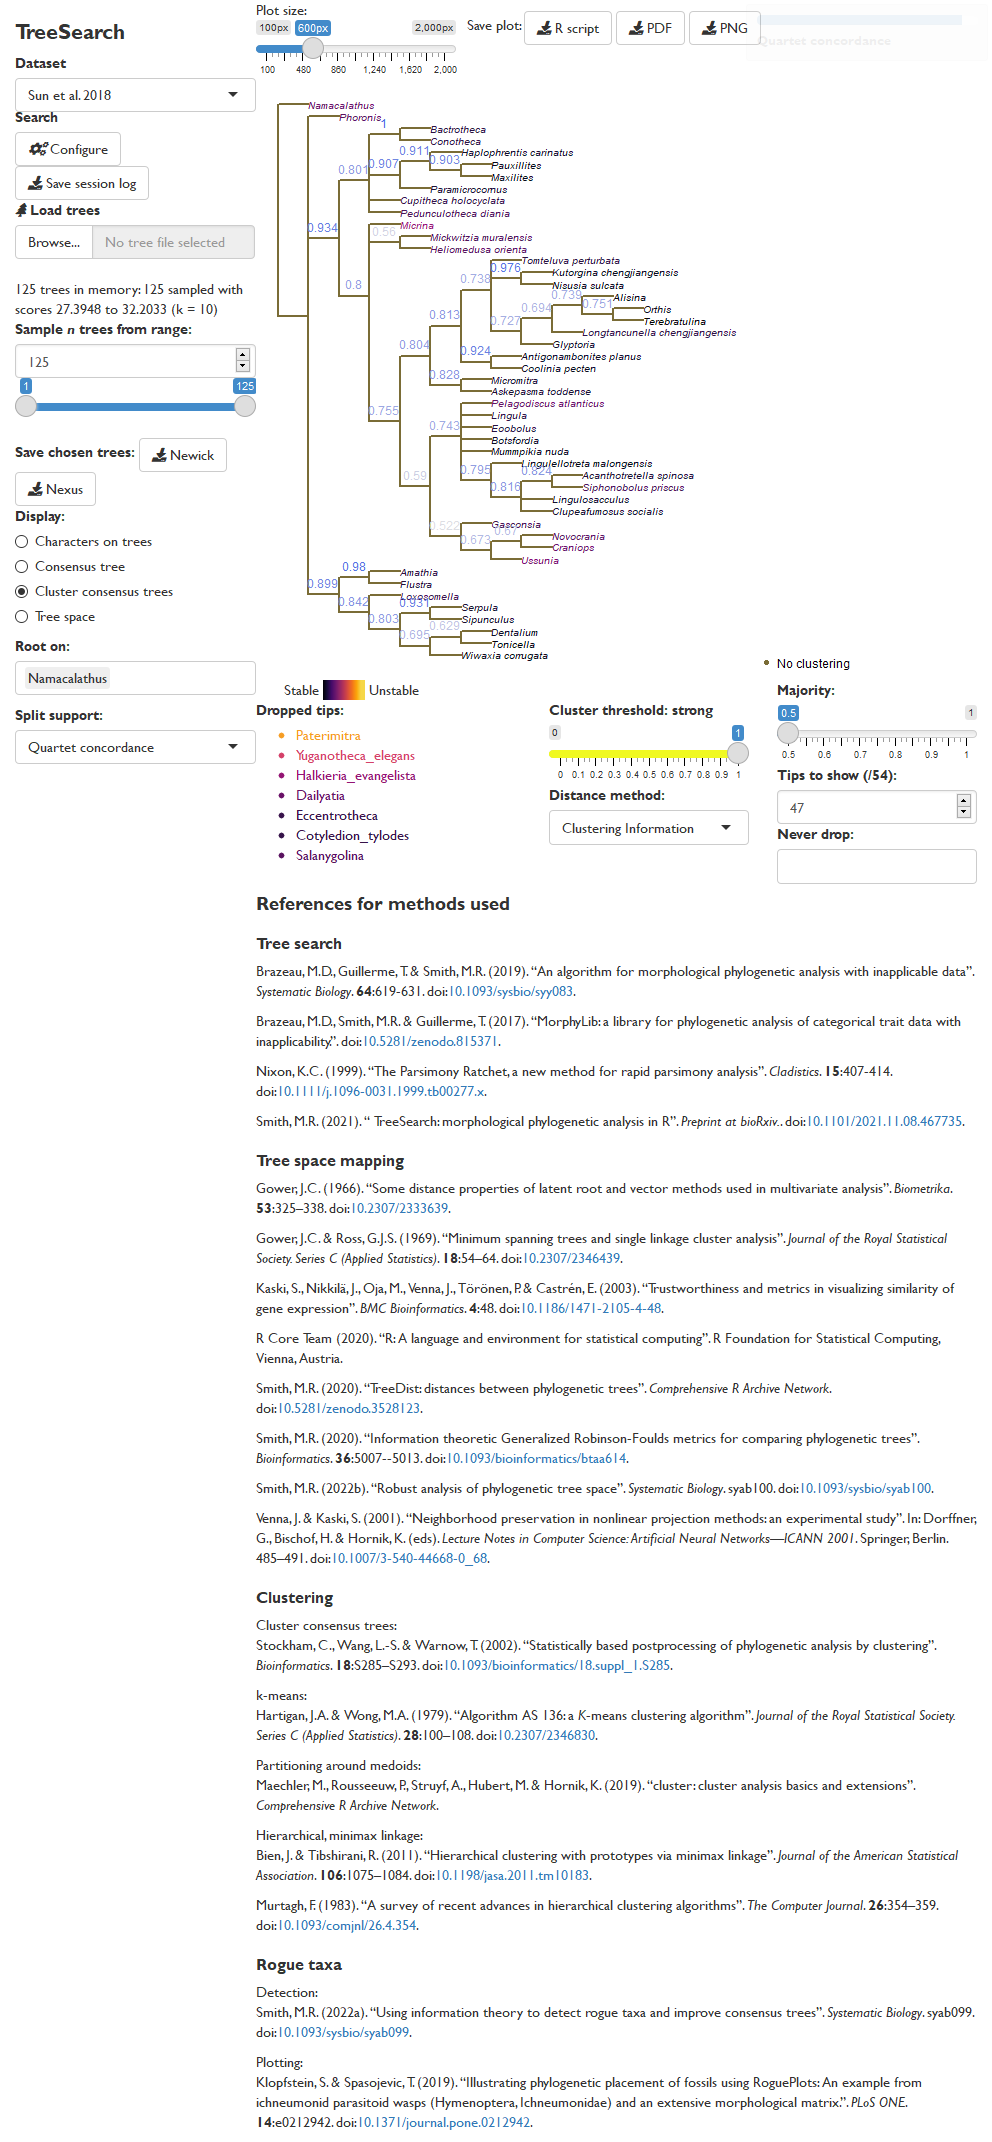 TreeSearch
Dataset
Sun et al. 2018
Search
Configure
Save session log
Load trees
Browse... No tree file selected
125 trees in memory: 125 sampled with
scores 27.3948 to 32.2033 (k = 10)
Sample n trees from range:
125
1 125
Save chosen trees: Newick
Nexus
Display:
Characters on trees
Consensus tree
Cluster consensus trees
Tree space
Root on:
Namacalathus
Split support:
Quartet concordance
Plot size:
100px 600px 2,000px
100 480 860 1,240 1,620 2,000
Save plot: R script PDF PNG
Quartet concordance
Namacalathus
Phoronis
1
Bactrotheca
Conotheca
0.801
0.907
0.911
Haplophrentis carinatus
0.903
Pauxillites
Maxilites
Paramicrocornus
Cupitheca holocyclata
Pedunculotheca diania
0.934
Micrina
0.56
Mickwitzia muralensis
Heliomedusa orienta
0.8
Tomteluva perturbata
0.976
Kutorgina chengjiangensis
Nisusia sulcata
0.738
0.739
Alisina
0.751
Orthis
Terebratulina
0.694
Longtancunella chengjiangensis
0.727
Glyptoria
0.813
0.924
Antigonambonites planus
Coolinia pecten
0.804
0.828
Micromitra
Askepasma toddense
0.755
Pelagodiscus atlanticus
Lingula
0.743
Eoobolus
Botsfordia
Mummpikia nuda
Lingulellotreta malongensis
0.795
0.824
Acanthotretella spinosa
Siphonobolus priscus
0.816
Lingulosacculus
Clupeafumosus socialis
0.59
0.522
Gasconsia
0.67
Novocrania
Craniops
0.673
Ussunia
0.98
Amathia
Flustra
0.899
Loxosomella
0.842
0.931
Serpula
Sipunculus
0.803
0.629
Dentalium
Tonicella
0.695
Wiwaxia corrugata
No clustering
Stable Unstable
Dropped tips:
Paterimitra
Yuganotheca_elegans
Halkieria_evangelista
Dailyatia
Eccentrotheca
Cotyledion_tylodes
Salanygolina
Cluster threshold: strong
0 1
0 0.1 0.2 0.3 0.4 0.5 0.6 0.7 0.8 0.9 1
Distance method:
Clustering Information
Majority:
0.5 1
0.5 0.6 0.7 0.8 0.9 1
Tips to show (/54):
47
Never drop:
References for methods used
Tree search
Brazeau, M.D., Guillerme, T. & Smith, M.R. (2019). “An algorithm for morphological phylogenetic analysis with inapplicable data”.
Systematic Biology. 64:619-631. doi:10.1093/sysbio/syy083.
Brazeau, M.D., Smith, M.R. & Guillerme, T. (2017). “MorphyLib: a library for phylogenetic analysis of categorical trait data with
inapplicability.”. doi:10.5281/zenodo.815371.
Nixon, K.C. (1999). “The Parsimony Ratchet, a new method for rapid parsimony analysis”. Cladistics. 15:407-414.
doi:10.1111/j.1096-0031.1999.tb00277.x.
Smith, M.R. (2021). “ TreeSearch: morphological phylogenetic analysis in R”. Preprint at bioRxiv.. doi:10.1101/2021.11.08.467735.
Tree space mapping
Gower, J.C. (1966). “Some distance properties of latent root and vector methods used in multivariate analysis”. Biometrika.
53:325–338. doi:10.2307/2333639.
Gower, J.C. & Ross, G.J.S. (1969). “Minimum spanning trees and single linkage cluster analysis”. Journal of the Royal Statistical
Society. Series C (Applied Statistics). 18:54–64. doi:10.2307/2346439.
Kaski, S., Nikkilä, J., Oja, M., Venna, J., Törönen, P. & Castrén, E. (2003). “Trustworthiness and metrics in visualizing similarity of
gene expression”. BMC Bioinformatics. 4:48. doi:10.1186/1471-2105-4-48.
R Core Team (2020). “R: A language and environment for statistical computing”. R Foundation for Statistical Computing,
Vienna, Austria.
Smith, M.R. (2020). “TreeDist: distances between phylogenetic trees”. Comprehensive R Archive Network.
doi:10.5281/zenodo.3528123.
Smith, M.R. (2020). “Information theoretic Generalized Robinson-Foulds metrics for comparing phylogenetic trees”.
Bioinformatics. 36:5007--5013. doi:10.1093/bioinformatics/btaa614.
Smith, M.R. (2022b). “Robust analysis of phylogenetic tree space”. Systematic Biology. syab100. doi:10.1093/sysbio/syab100.
Venna, J. & Kaski, S. (2001). “Neighborhood preservation in nonlinear projection methods: an experimental study”. In: Dorffner,
G., Bischof, H. & Hornik, K. (eds). Lecture Notes in Computer Science: Artificial Neural Networks—ICANN 2001. Springer, Berlin.
485–491. doi:10.1007/3-540-44668-0_68.
Clustering
Cluster consensus trees:
Stockham, C., Wang, L.-S. & Warnow, T. (2002). “Statistically based postprocessing of phylogenetic analysis by clustering”.
Bioinformatics. 18:S285–S293. doi:10.1093/bioinformatics/18.suppl_1.S285.
k-means:
Hartigan, J.A. & Wong, M.A. (1979). “Algorithm AS 136: a K-means clustering algorithm”. Journal of the Royal Statistical Society.
Series C (Applied Statistics). 28:100–108. doi:10.2307/2346830.
Partitioning around medoids:
Maechler, M., Rousseeuw, P., Struyf, A., Hubert, M. & Hornik, K. (2019). “cluster: cluster analysis basics and extensions”.
Comprehensive R Archive Network.
Hierarchical, minimax linkage:
Bien, J. & Tibshirani, R. (2011). “Hierarchical clustering with prototypes via minimax linkage”. Journal of the American Statistical
Association. 106:1075–1084. doi:10.1198/jasa.2011.tm10183.
Murtagh, F. (1983). “A survey of recent advances in hierarchical clustering algorithms”. The Computer Journal. 26:354–359.
doi:10.1093/comjnl/26.4.354.
Rogue taxa
Detection:
Smith, M.R. (2022a). “Using information theory to detect rogue taxa and improve consensus trees”. Systematic Biology. syab099.
doi:10.1093/sysbio/syab099.
Plotting:
Klopfstein, S. & Spasojevic, T. (2019). “Illustrating phylogenetic placement of fossils using RoguePlots: An example from
ichneumonid parasitoid wasps (Hymenoptera, Ichneumonidae) and an extensive morphological matrix.”. PLoS ONE.
14:e0212942. doi:10.1371/journal.pone.0212942.